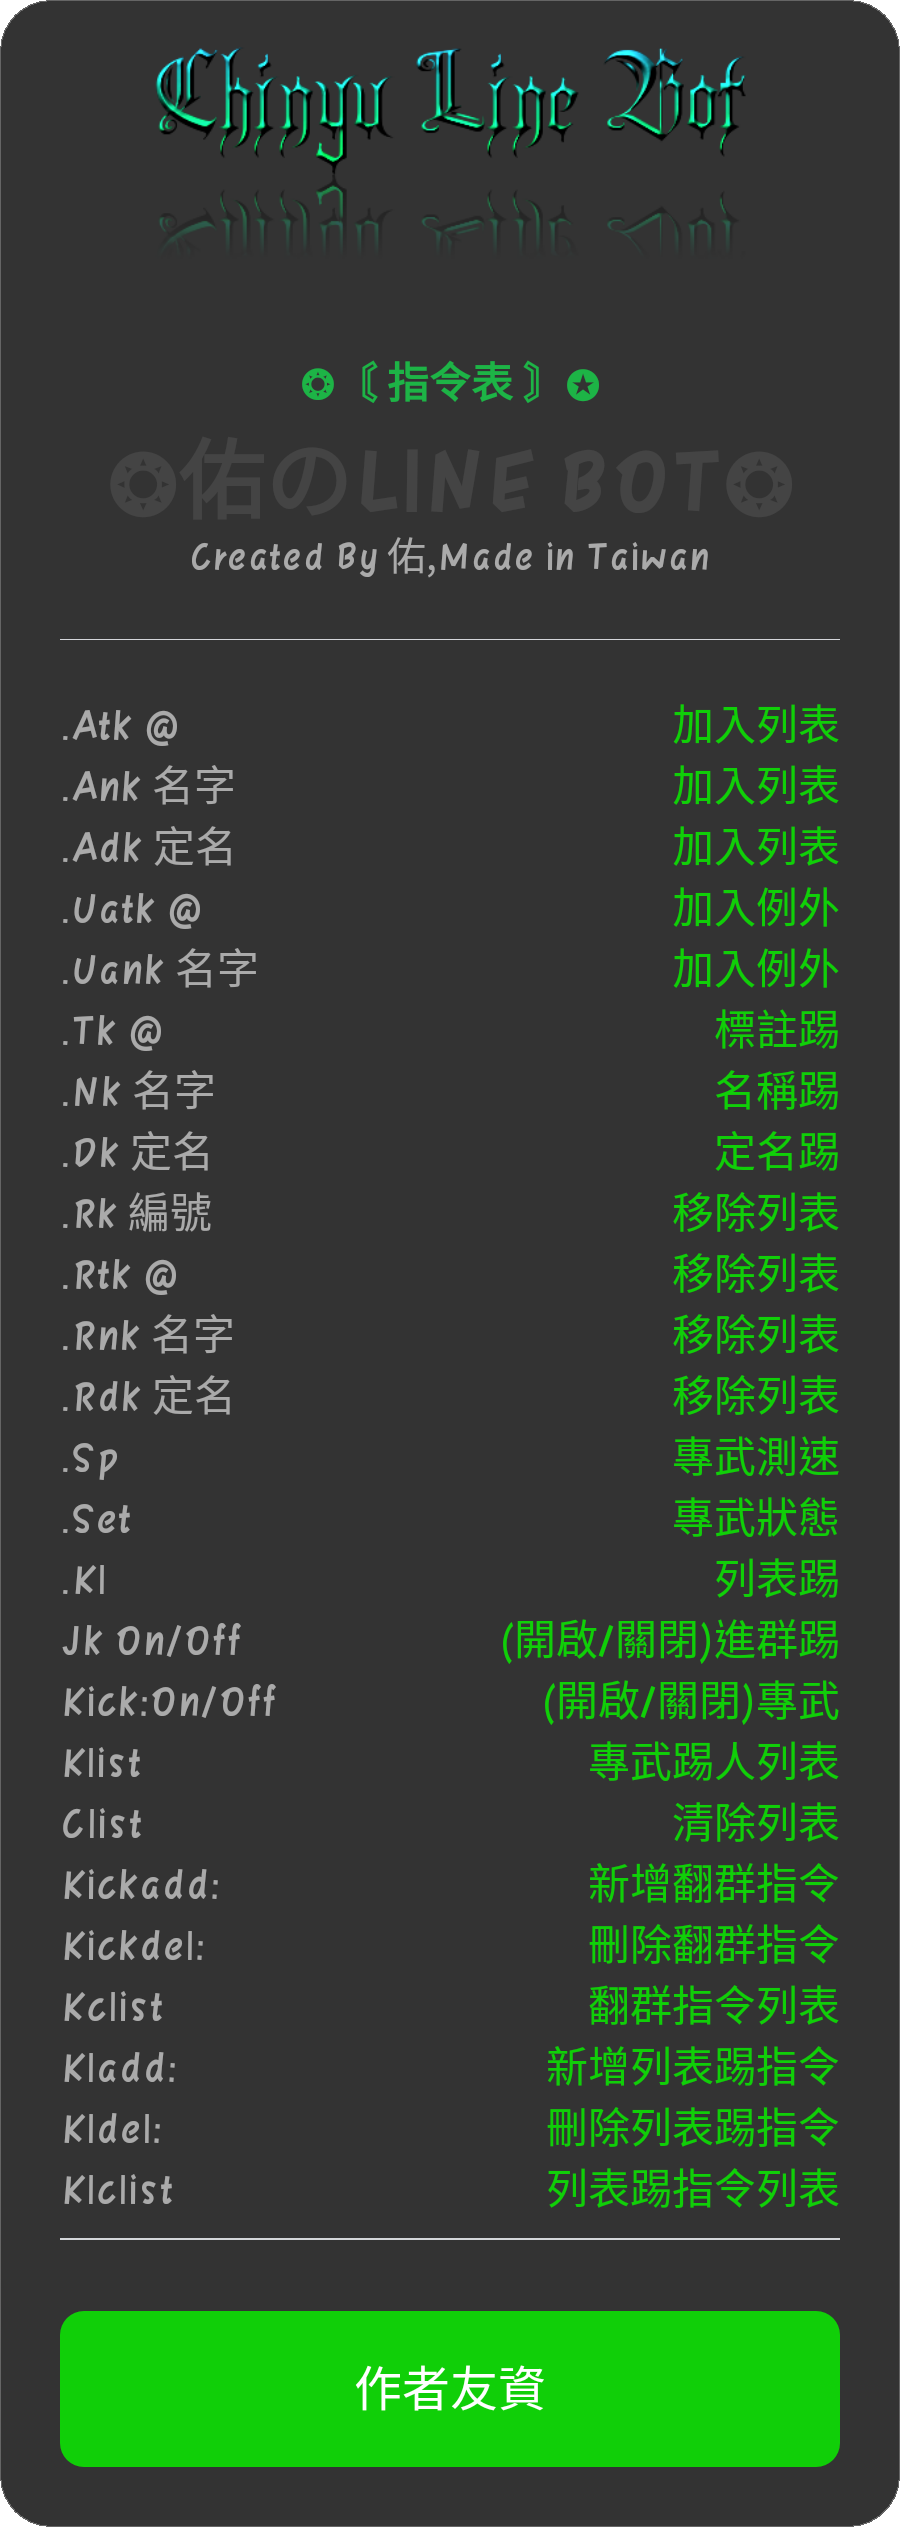 Chinyu Line Bot
❂〘指令表〙✪
❂佑のLINE BOT❂
Created By 佑,Made in Taiwan
.Atk @ 加入列表
.Ank 名字 加入列表
.Adk 定名 加入列表
.Uatk @ 加入例外
.Uank 名字 加入例外
.Tk @ 標註踢
.Nk 名字 名稱踢
.Dk 定名 定名踢
.Rk 編號 移除列表
.Rtk @ 移除列表
.Rnk 名字 移除列表
.Rdk 定名 移除列表
.Sp 專武測速
.Set 專武狀態
.Kl 列表踢
Jk On/Off (開啟/關閉)進群踢
Kick:On/Off (開啟/關閉)專武
Klist 專武踢人列表
Clist 清除列表
Kickadd: 新增翻群指令
Kickdel: 刪除翻群指令
Kclist 翻群指令列表
Kladd: 新增列表踢指令
Kldel: 刪除列表踢指令
Klclist 列表踢指令列表
作者友資